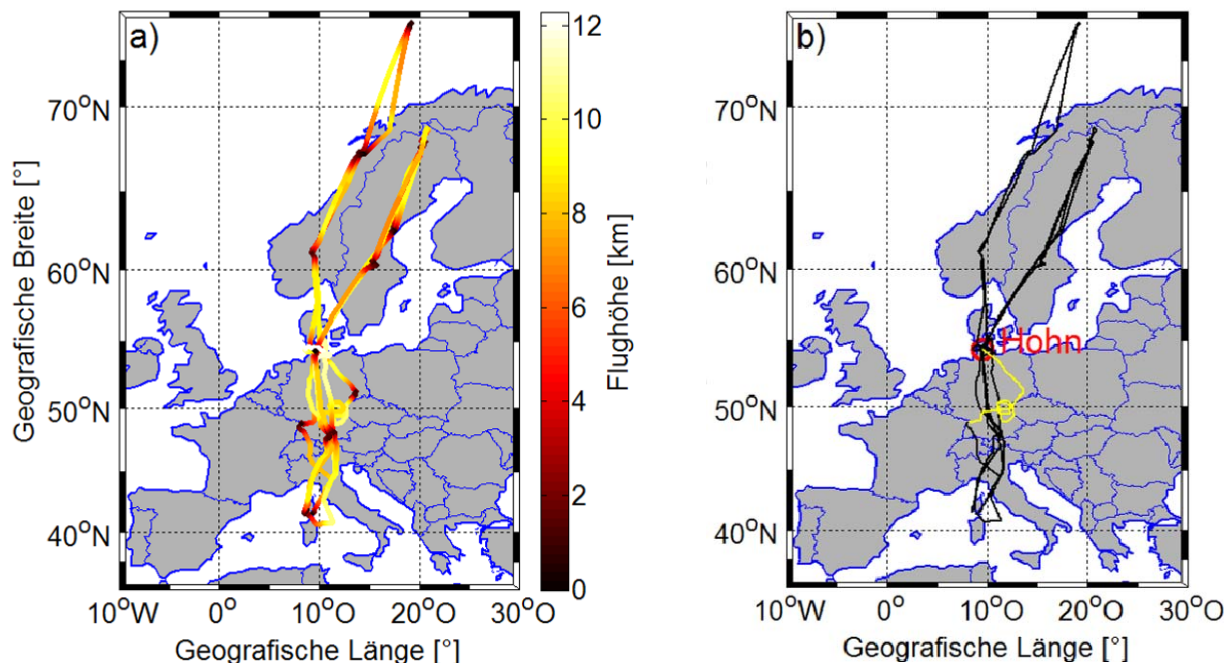 a)
70°N
60°N
50°N
40°N
10°W
0°
10°O
20°O
30°O
Geografische Breite [°]
Geografische Länge [°]
12
10
8
6
4
2
0
Flughöhe [km]
b)
70°N
60°N
50°N
40°N
Hohn
10°W
0°
10°O
20°O
30°O
Geografische Länge [°]